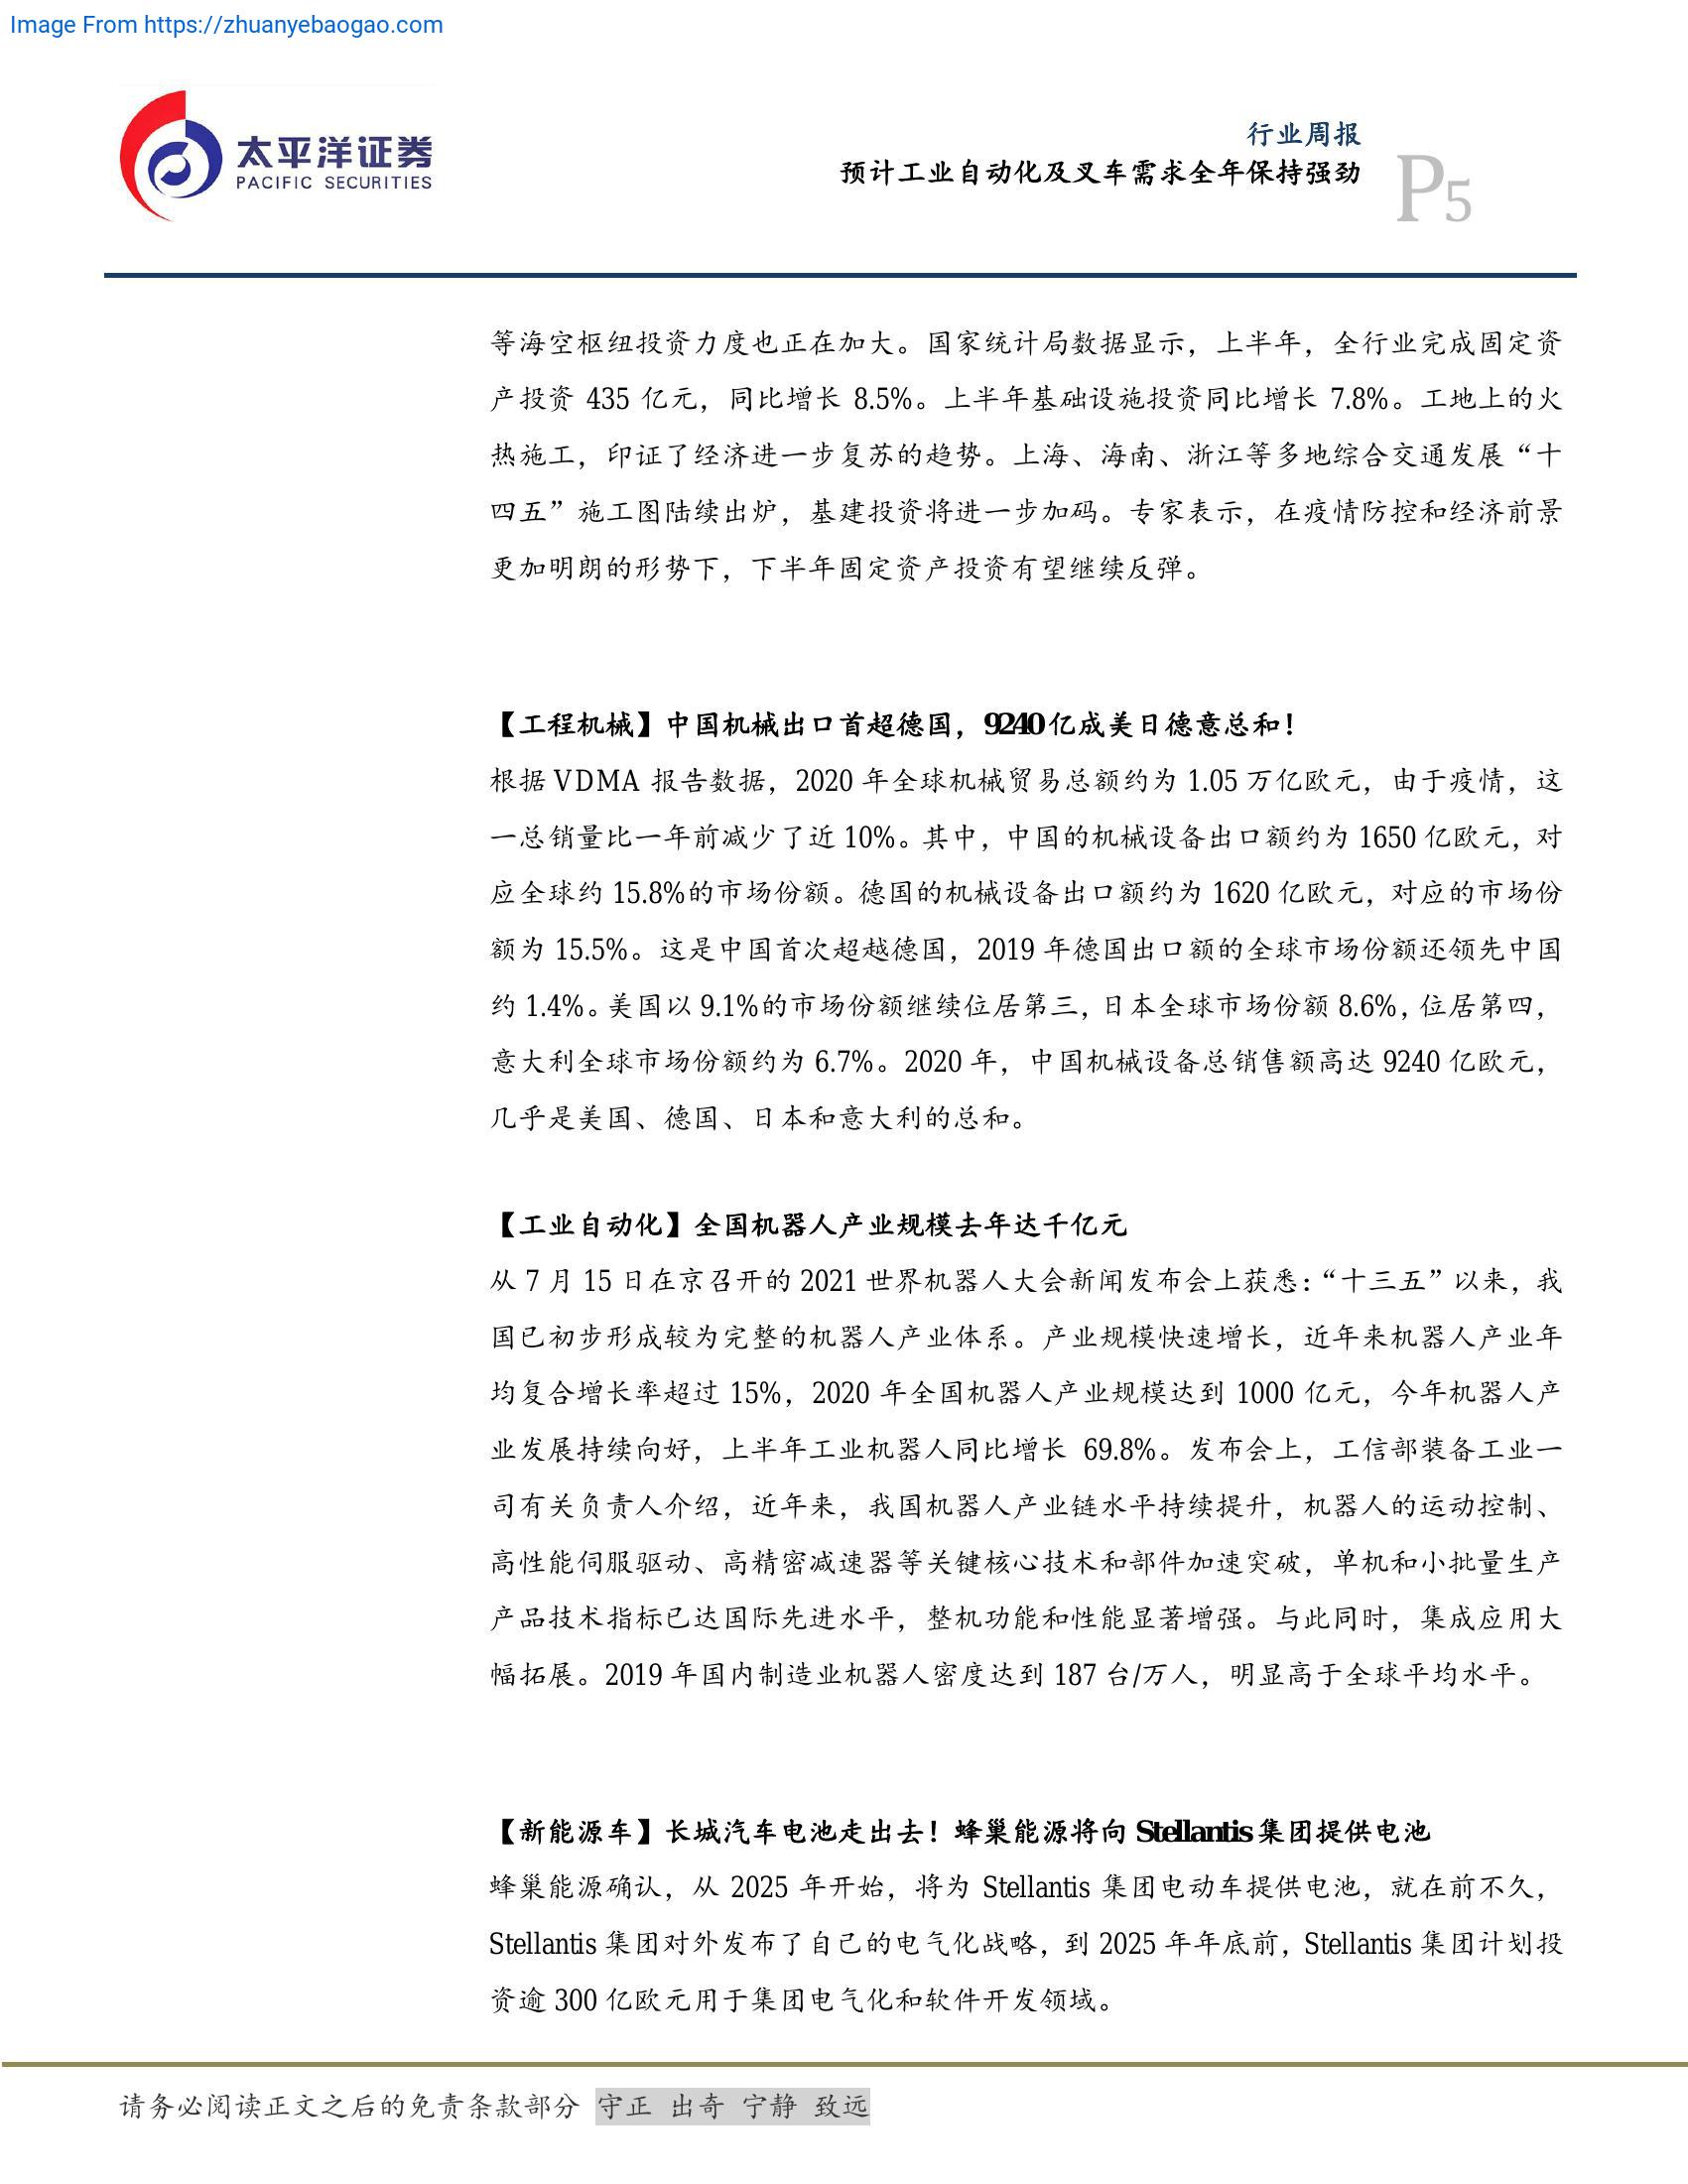 Image From https://zhuanyebaogao.com
太平洋证券
PACIFIC SECURITIES
行业周报
预计工业自动化及叉车需求全年保持强劲
P5
等海空枢纽投资力度也正在加大。国家统计局数据显示，上半年，全行业完成固定资
产投资 435 亿元，同比增长 8.5%。上半年基础设施投资同比增长 7.8%。工地上的火
热施工，印证了经济进一步复苏的趋势。上海、海南、浙江等多地综合交通发展“十
四五”施工图陆续出炉，基建投资将进一步加码。专家表示，在疫情防控和经济前景
更加明朗的形势下，下半年固定资产投资有望继续反弹。
【工程机械】中国机械出口首超德国，9240亿成美日德意总和！
根据 VDMA 报告数据，2020 年全球机械贸易总额约为 1.05 万亿欧元，由于疫情，这
一总销量比一年前减少了近 10%。其中，中国的机械设备出口额约为 1650 亿欧元，对
应全球约 15.8%的市场份额。德国的机械设备出口额约为 1620 亿欧元，对应的市场份
额为 15.5%。这是中国首次超越德国，2019 年德国出口额的全球市场份额还领先中国
约 1.4%。美国以 9.1%的市场份额继续位居第三，日本全球市场份额 8.6%，位居第四，
意大利全球市场份额约为 6.7%。2020 年，中国机械设备总销售额高达 9240 亿欧元，
几乎是美国、德国、日本和意大利的总和。
【工业自动化】全国机器人产业规模去年达千亿元
从 7 月 15 日在京召开的 2021 世界机器人大会新闻发布会上获悉：“十三五”以来，我
国已初步形成较为完整的机器人产业体系。产业规模快速增长，近年来机器人产业年
均复合增长率超过 15%，2020 年全国机器人产业规模达到 1000 亿元，今年机器人产
业发展持续向好，上半年工业机器人同比增长 69.8%。发布会上，工信部装备工业一
司有关负责人介绍，近年来，我国机器人产业链水平持续提升，机器人的运动控制、
高性能伺服驱动、高精密减速器等关键核心技术和部件加速突破，单机和小批量生产
产品技术指标已达国际先进水平，整机功能和性能显著增强。与此同时，集成应用大
幅拓展。2019 年国内制造业机器人密度达到 187 台/万人，明显高于全球平均水平。
【新能源车】长城汽车电池走出去！蜂巢能源将向 Stellantis 集团提供电池
蜂巢能源确认，从 2025 年开始，将为 Stellantis 集团电动车提供电池，就在前不久，
Stellantis 集团对外发布了自己的电气化战略，到 2025 年年底前，Stellantis 集团计划投
资逾 300 亿欧元用于集团电气化和软件开发领域。
请务必阅读正文之后的免责条款部分 守正 出奇 宁静 致远